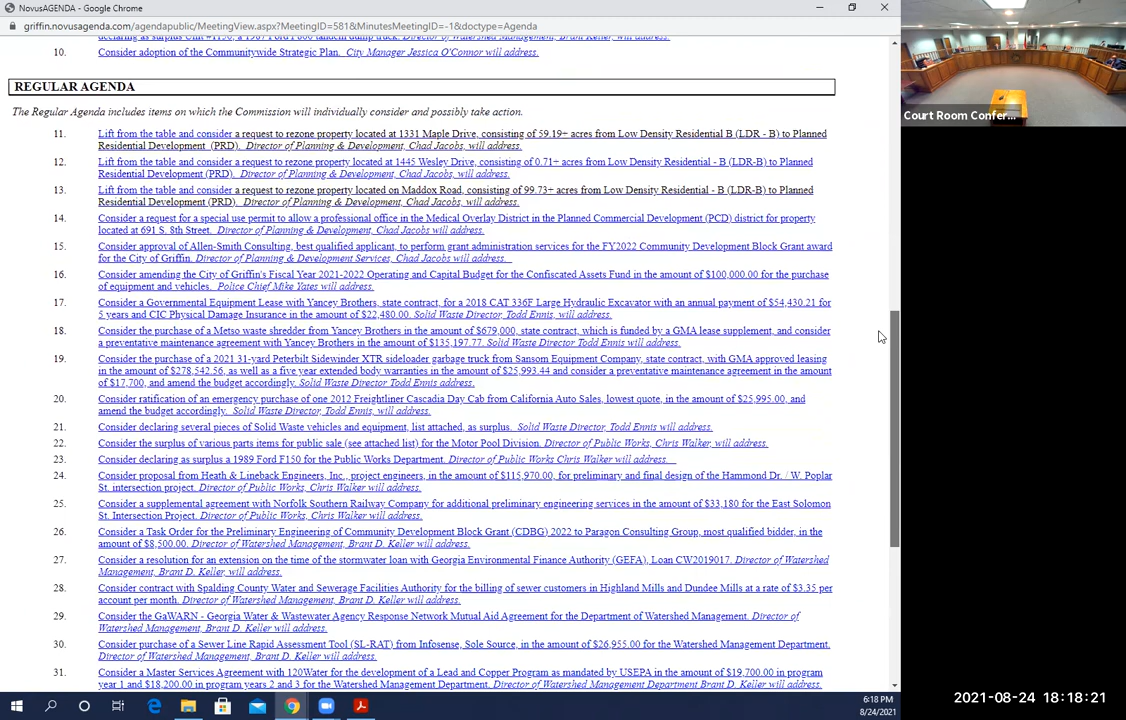 NovusAGENDA - Google Chrome
griffin.novusagenda.com/agendapublic/MeetingView.aspx?MeetingID=581&MinutesMeetingID=-1&doctype=Agenda
10. Consider adoption of the Communitywide Strategic Plan. City Manager Jessica O'Connor will address.
REGULAR AGENDA
The Regular Agenda includes items on which the Commission will individually consider and possibly take action.
11. Lift from the table and consider a request to rezone property located at 1331 Maple Drive, consisting of 59.19+ acres from Low Density Residential B (LDR - B) to Planned
Residential Development (PRD). Director of Planning & Development, Chad Jacobs, will address.
12. Lift from the table and consider a request to rezone property located at 1445 Wesley Drive, consisting of 0.71+ acres from Low Density Residential - B (LDR-B) to Planned
Residential Development (PRD). Director of Planning & Development, Chad Jacobs, will address.
13. Lift from the table and consider a request to rezone property located on Maddox Road, consisting of 99.73+ acres from Low Density Residential - B (LDR-B) to Planned
Residential Development (PRD). Director of Planning & Development, Chad Jacobs, will address.
14. Consider a request for a special use permit to allow a professional office in the Medical Overlay District in the Planned Commercial Development (PCD) district for property
located at 691 S. 8th Street. Director of Planning & Development, Chad Jacobs will address.
15. Consider approval of Allen-Smith Consulting, best qualified applicant, to perform grant administration services for the FY2022 Community Development Block Grant award
for the City of Griffin. Director of Planning & Development Services, Chad Jacobs will address.
16. Consider amending the City of Griffin's Fiscal Year 2021-2022 Operating and Capital Budget for the Confiscated Assets Fund in the amount of $100,000.00 for the purchase
of equipment and vehicles. Police Chief Mike Yates will address.
17. Consider a Governmental Equipment Lease with Yancey Brothers, state contract, for a 2018 CAT 336F Large Hydraulic Excavator with an annual payment of $54,430.21 for
5 years and CIC Physical Damage Insurance in the amount of $22,480.00. Solid Waste Director, Todd Ennis, will address.
18. Consider the purchase of a Metso waste shredder from Yancey Brothers in the amount of $679,000, state contract, which is funded by a GMA lease supplement, and consider
a preventative maintenance agreement with Yancey Brothers in the amount of $135,197.77. Solid Waste Director Todd Ennis will address.
19. Consider the purchase of a 2021 31-yard Peterbilt Sidewinder XTR sideloader garbage truck from Sansom Equipment Company, state contract, with GMA approved leasing
in the amount of $278,542.56, as well as a five year extended body warranties in the amount of $25,993.44 and consider a preventative maintenance agreement in the amount
of $17,700, and amend the budget accordingly. Solid Waste Director Todd Ennis address.
20. Consider ratification of an emergency purchase of one 2012 Freightliner Cascadia Day Cab from California Auto Sales, lowest quote, in the amount of $25,995.00, and
amend the budget accordingly. Solid Waste Director, Todd Ennis, will address.
21. Consider declaring several pieces of Solid Waste vehicles and equipment, list attached, as surplus. Solid Waste Director, Todd Ennis will address.
22. Consider the surplus of various parts items for public sale (see attached list) for the Motor Pool Division. Director of Public Works, Chris Walker, will address.
23. Consider declaring as surplus a 1989 Ford F150 for the Public Works Department. Director of Public Works Chris Walker will address.
24. Consider proposal from Heath & Lineback Engineers, Inc., project engineers, in the amount of $115,970.00, for preliminary and final design of the Hammond Dr. / W. Poplar
St. intersection project. Director of Public Works, Chris Walker will address.
25. Consider a supplemental agreement with Norfolk Southern Railway Company for additional preliminary engineering services in the amount of $33,180 for the East Solomon
St. Intersection Project. Director of Public Works, Chris Walker will address.
26. Consider a Task Order for the Preliminary Engineering of Community Development Block Grant (CDBG) 2022 to Paragon Consulting Group, most qualified bidder, in the
amount of $8,500.00. Director of Watershed Management, Brant D. Keller will address.
27. Consider a resolution for an extension on the time of the stormwater loan with Georgia Environmental Finance Authority (GEFA), Loan CW2019017. Director of Watershed
Management, Brant D. Keller, will address.
28. Consider contract with Spalding County Water and Sewerage Facilities Authority for the billing of sewer customers in Highland Mills and Dundee Mills at a rate of $3.35 per
account per month. Director of Watershed Management, Brant D. Keller will address.
29. Consider the GaWARN - Georgia Water & Wastewater Agency Response Network Mutual Aid Agreement for the Department of Watershed Management. Director of
Watershed Management, Brant D. Keller will address.
30. Consider purchase of a Sewer Line Rapid Assessment Tool (SL-RAT) from Infosense, Sole Source, in the amount of $26,955.00 for the Watershed Management Department.
Director of Watershed Management, Brant D. Keller will address.
31. Consider a Master Services Agreement with 120Water for the development of a Lead and Copper Program as mandated by USEPA in the amount of $19,700.00 in program
year 1 and $18,200.00 in program years 2 and 3 for the Watershed Management Department. Director of Watershed Management Department Brant D. Keller will address.
Court Room Confer...
6:18 PM
8/24/2021
2021-08-24 18:18:21